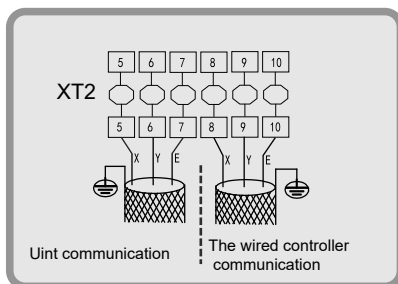 5 6 7 8 9 10
XT2
5 6 7 8 9 10
X Y E X Y E
Uint communication
The wired controller
communication